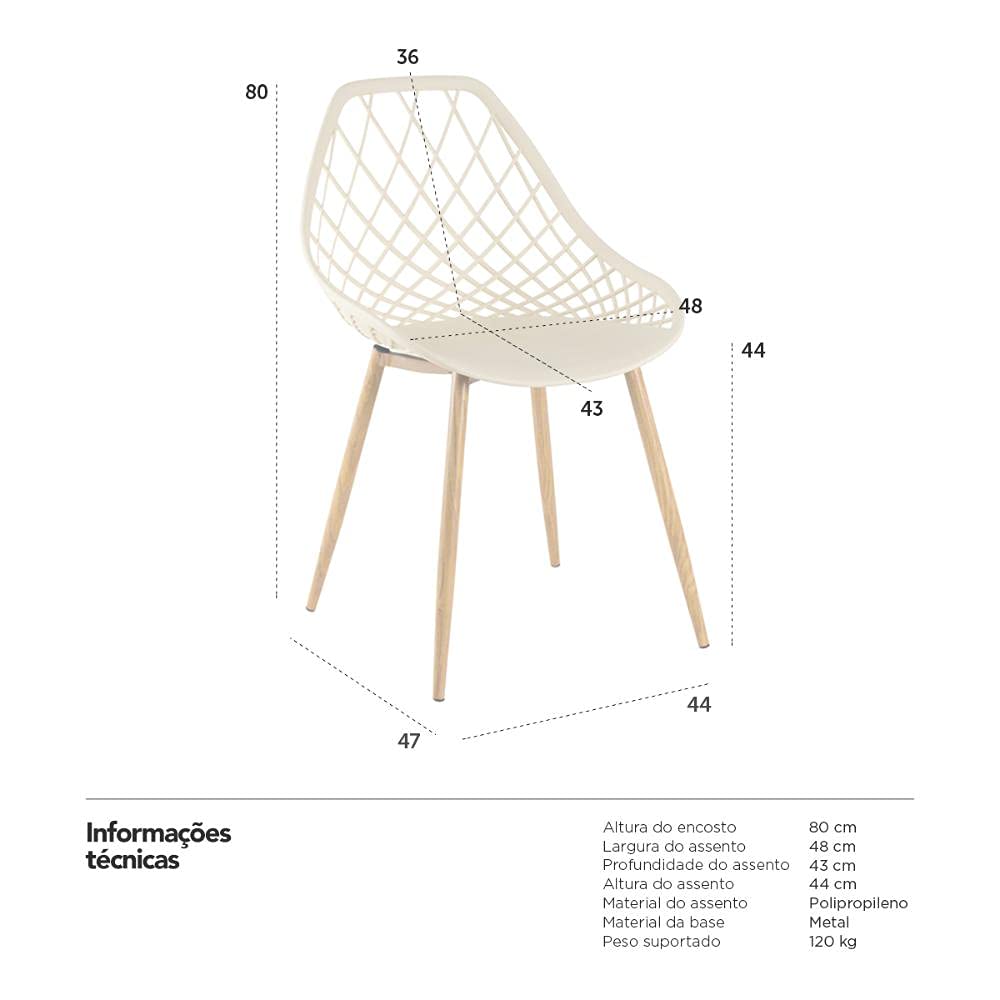 36
80
48
44
43
44
47
Informações
técnicas
Altura do encosto 80 cm
Largura do assento 48 cm
Profundidade do assento 43 cm
Altura do assento 44 cm
Material do assento Polipropileno
Material da base Metal
Peso suportado 120 kg